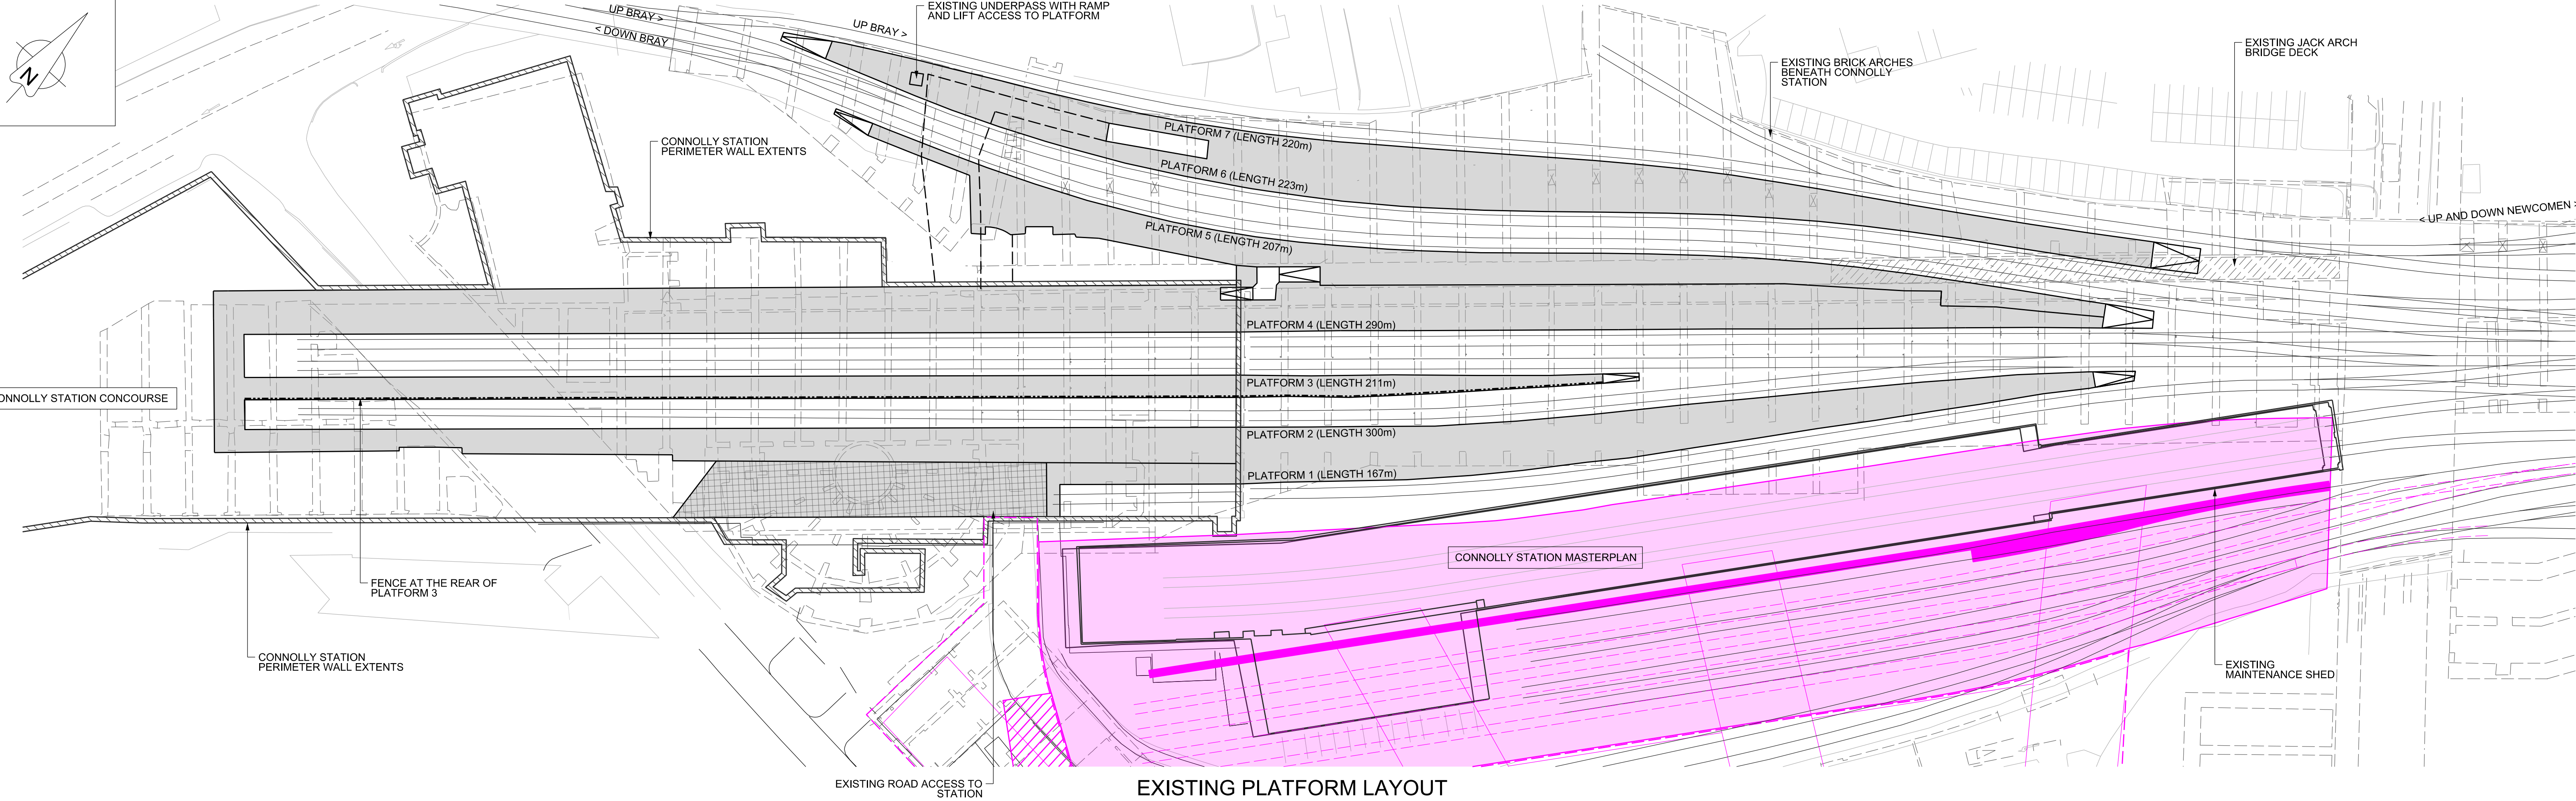 EXISTING UNDERPASS WITH RAMP
AND LIFT ACCESS TO PLATFORM
UP BRAY >
< DOWN BRAY
UP BRAY >
N
EXISTING JACK ARCH
BRIDGE DECK
EXISTING BRICK ARCHES
BENEATH CONNOLLY
STATION
CONNOLLY STATION
PERIMETER WALL EXTENTS
PLATFORM 7 (LENGTH 220m)
PLATFORM 6 (LENGTH 223m)
< UP AND DOWN NEWCOMEN >
PLATFORM 5 (LENGTH 207m)
PLATFORM 4 (LENGTH 290m)
PLATFORM 3 (LENGTH 211m)
ONNOLLY STATION CONCOURSE
PLATFORM 2 (LENGTH 300m)
PLATFORM 1 (LENGTH 167m)
CONNOLLY STATION MASTERPLAN
FENCE AT THE REAR OF
PLATFORM 3
CONNOLLY STATION
PERIMETER WALL EXTENTS
EXISTING
MAINTENANCE SHED
EXISTING ROAD ACCESS TO
STATION
EXISTING PLATFORM LAYOUT